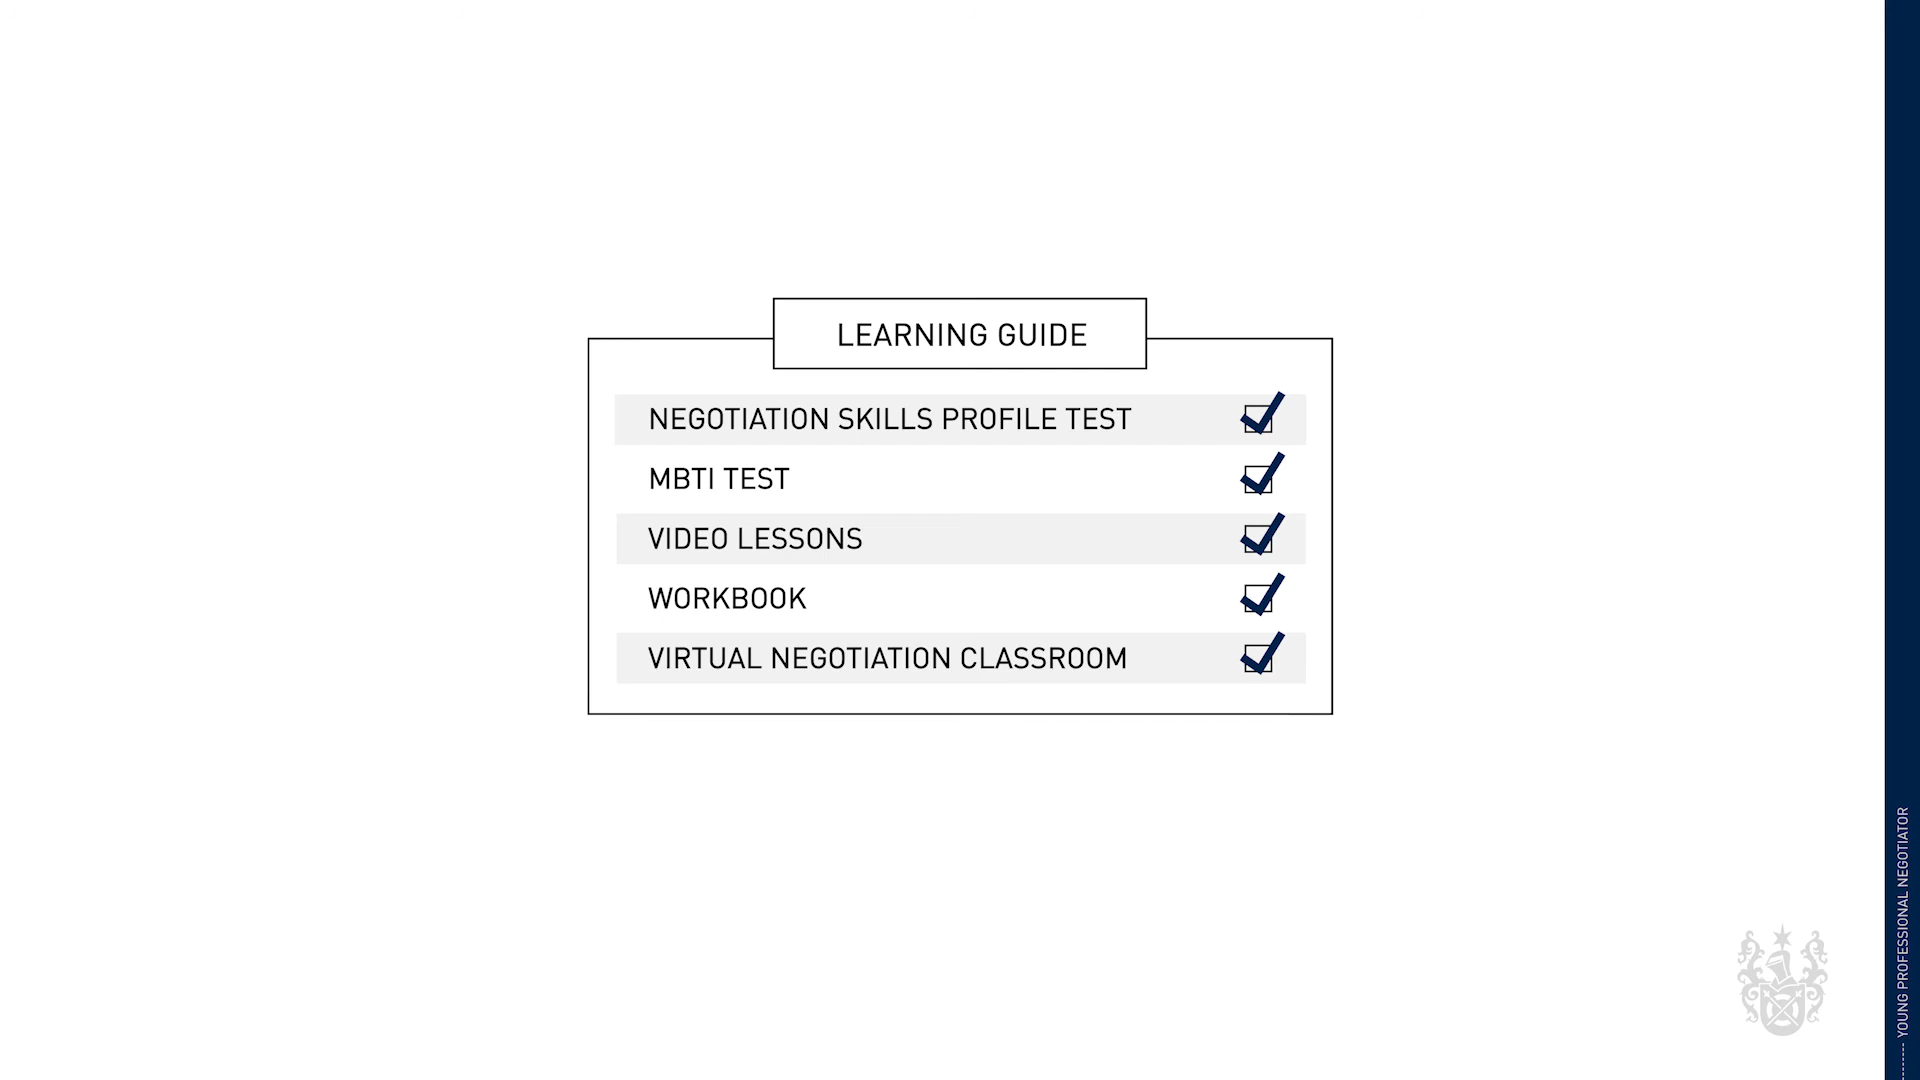 LEARNING GUIDE
NEGOTIATION SKILLS PROFILE TEST
MBTI TEST
VIDEO LESSONS
WORKBOOK
VIRTUAL NEGOTIATION CLASSROOM
YOUNG PROFESSIONAL NEGOTIATOR